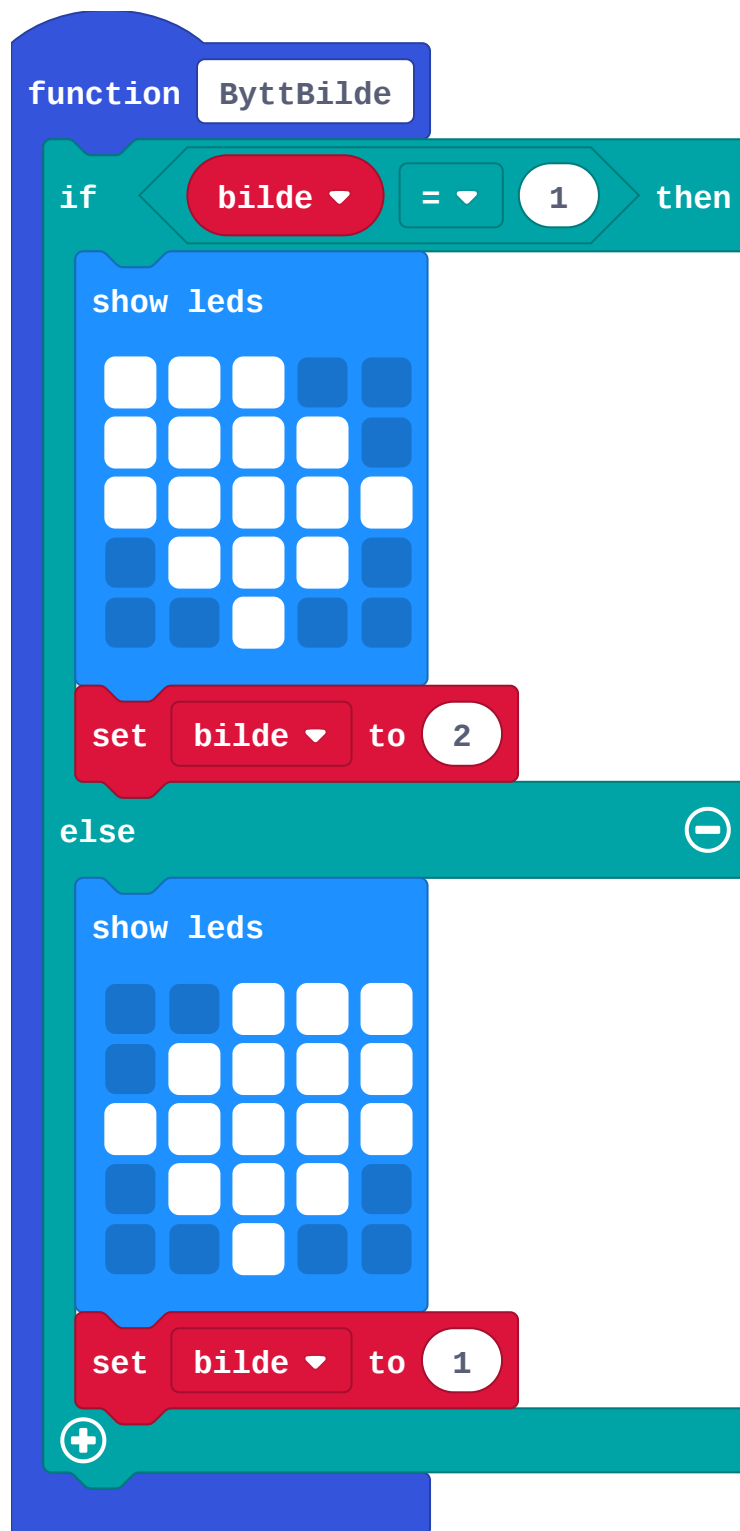 function ByttBilde
if bilde = 1 then
show leds
set bilde to 2
else
show leds
set bilde to 1